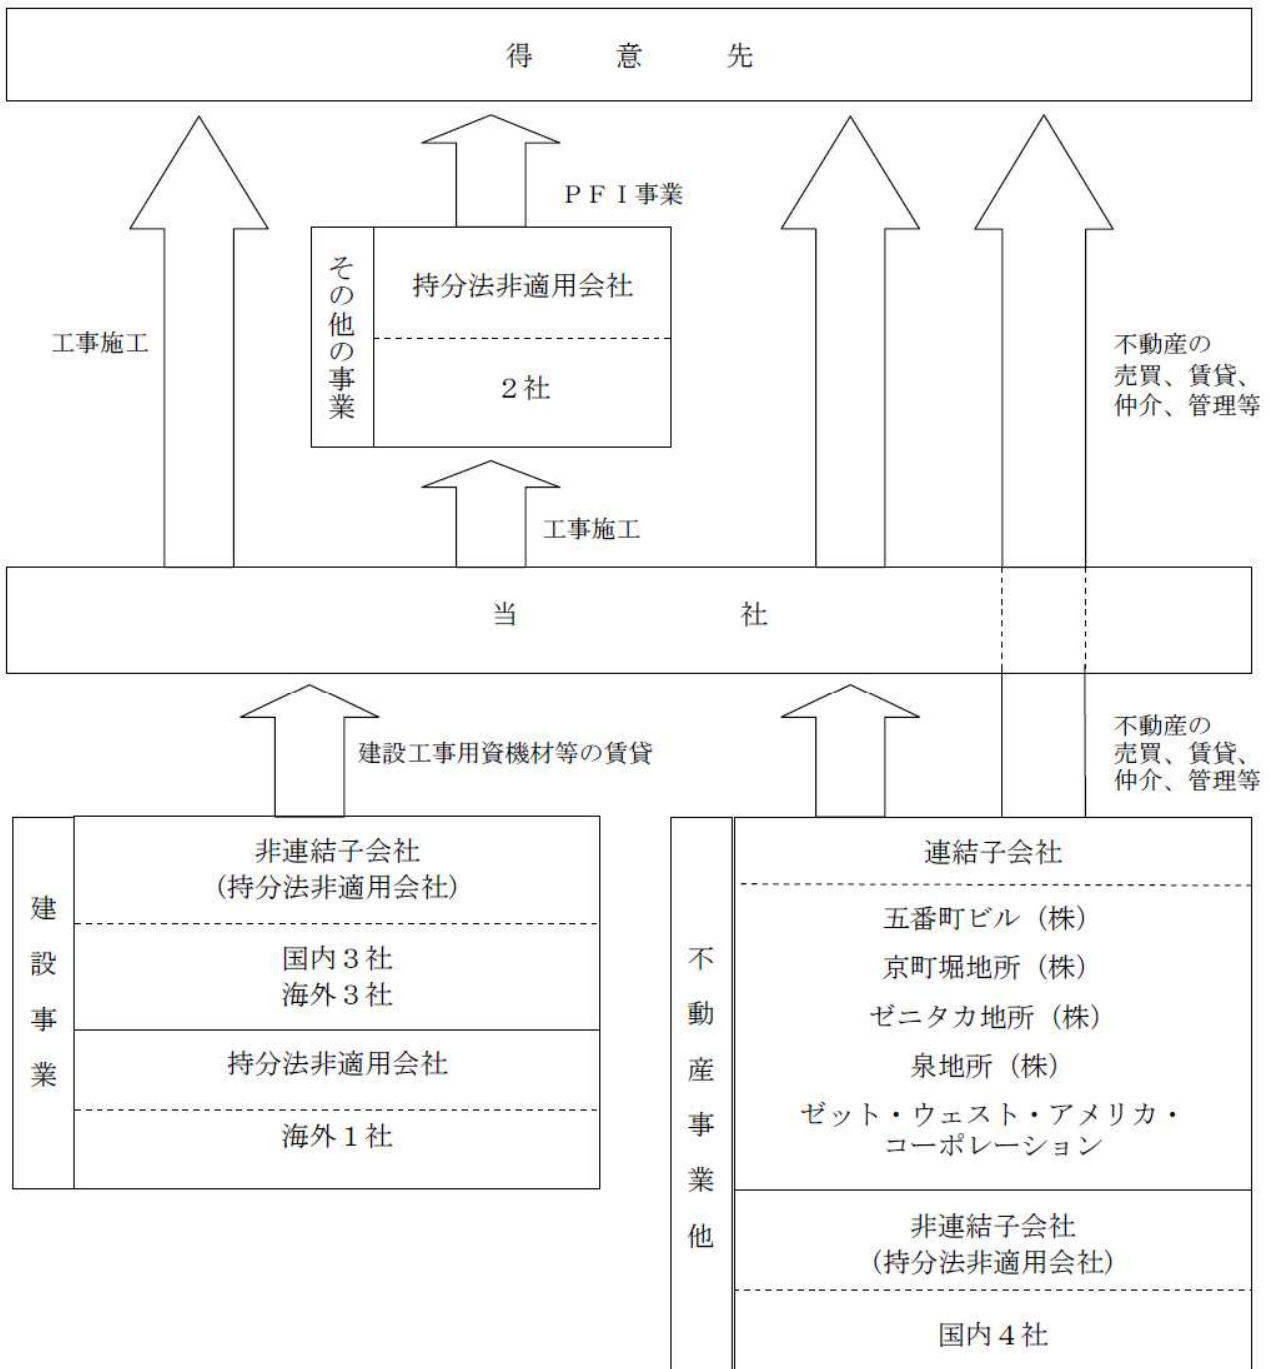 得意先
PFI事業
その他の事業
持分法非適用会社
2社
工事施工
不動産の
売買、賃貸、
仲介、管理等
工事施工
当社
建設工事用資機材等の賃貸
不動産の
売買、賃貸、
仲介、管理等
建設事業
非連結子会社
(持分法非適用会社)
国内3社
海外3社
持分法非適用会社
海外1社
不動産事業他
連結子会社
五番町ビル(株)
京町堀地所(株)
ゼニタカ地所(株)
泉地所(株)
ゼット・ウェスト・アメリカ・
コーポレーション
非連結子会社
(持分法非適用会社)
国内4社